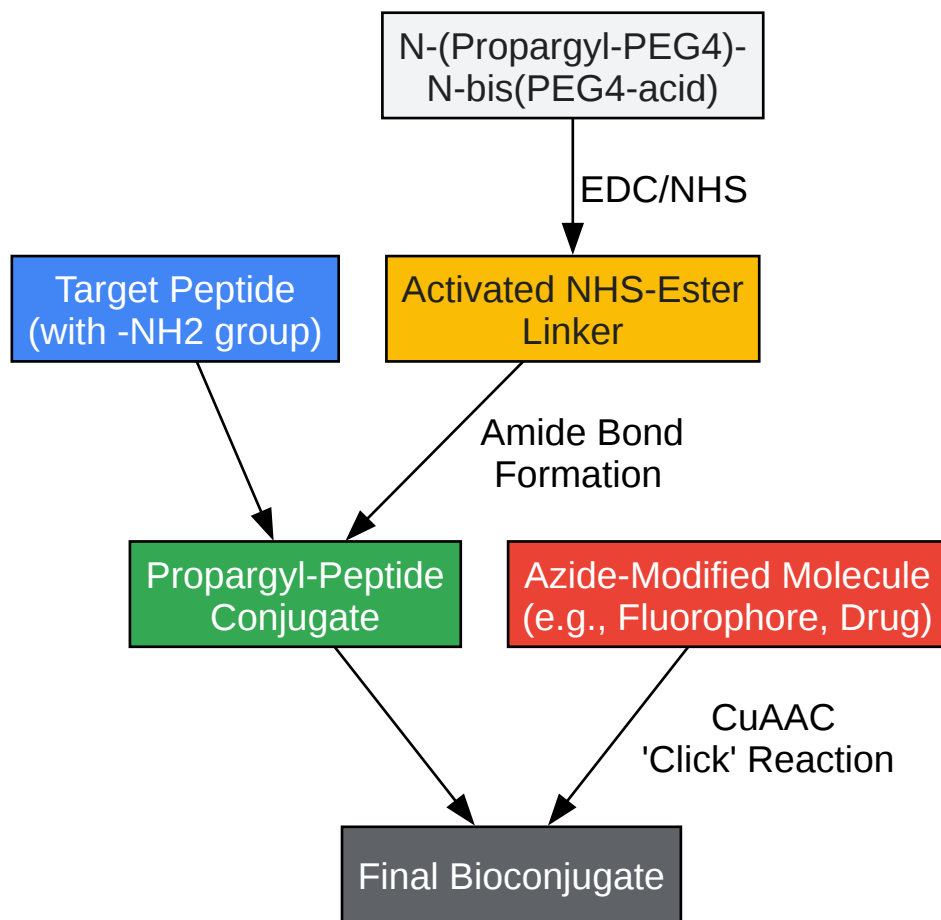 N-(Propargyl-PEG4)-
N-bis(PEG4-acid)
EDC/NHS
Target Peptide
(with -NH2 group)
Activated NHS-Ester
Linker
Amide Bond
Formation
Propargyl-Peptide
Conjugate
Azide-Modified Molecule
(e.g., Fluorophore, Drug)
CuAAC
'Click' Reaction
Final Bioconjugate